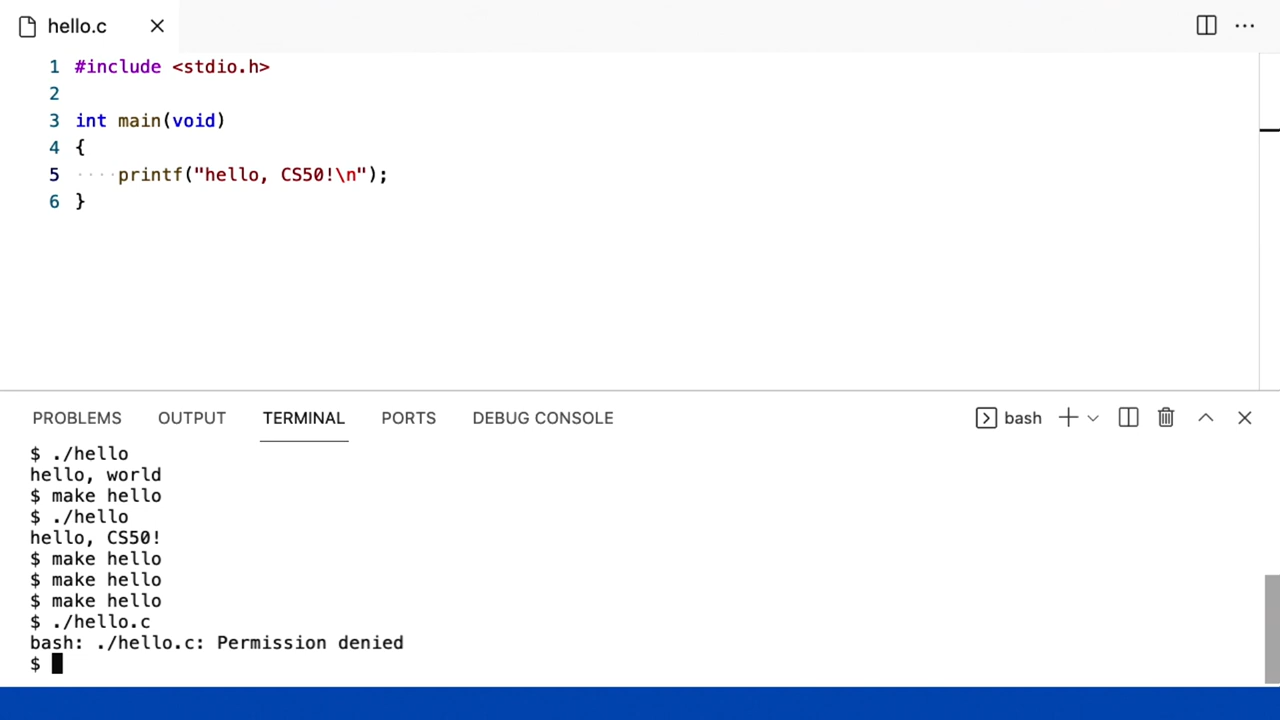 hello.c
1 #include <stdio.h>
2
3 int main(void)
4 {
5 ····printf("hello, CS50!\n");
6 }
PROBLEMS OUTPUT TERMINAL PORTS DEBUG CONSOLE bash
$ ./hello
hello, world
$ make hello
$ ./hello
hello, CS50!
$ make hello
$ make hello
$ make hello
$ ./hello.c
bash: ./hello.c: Permission denied
$